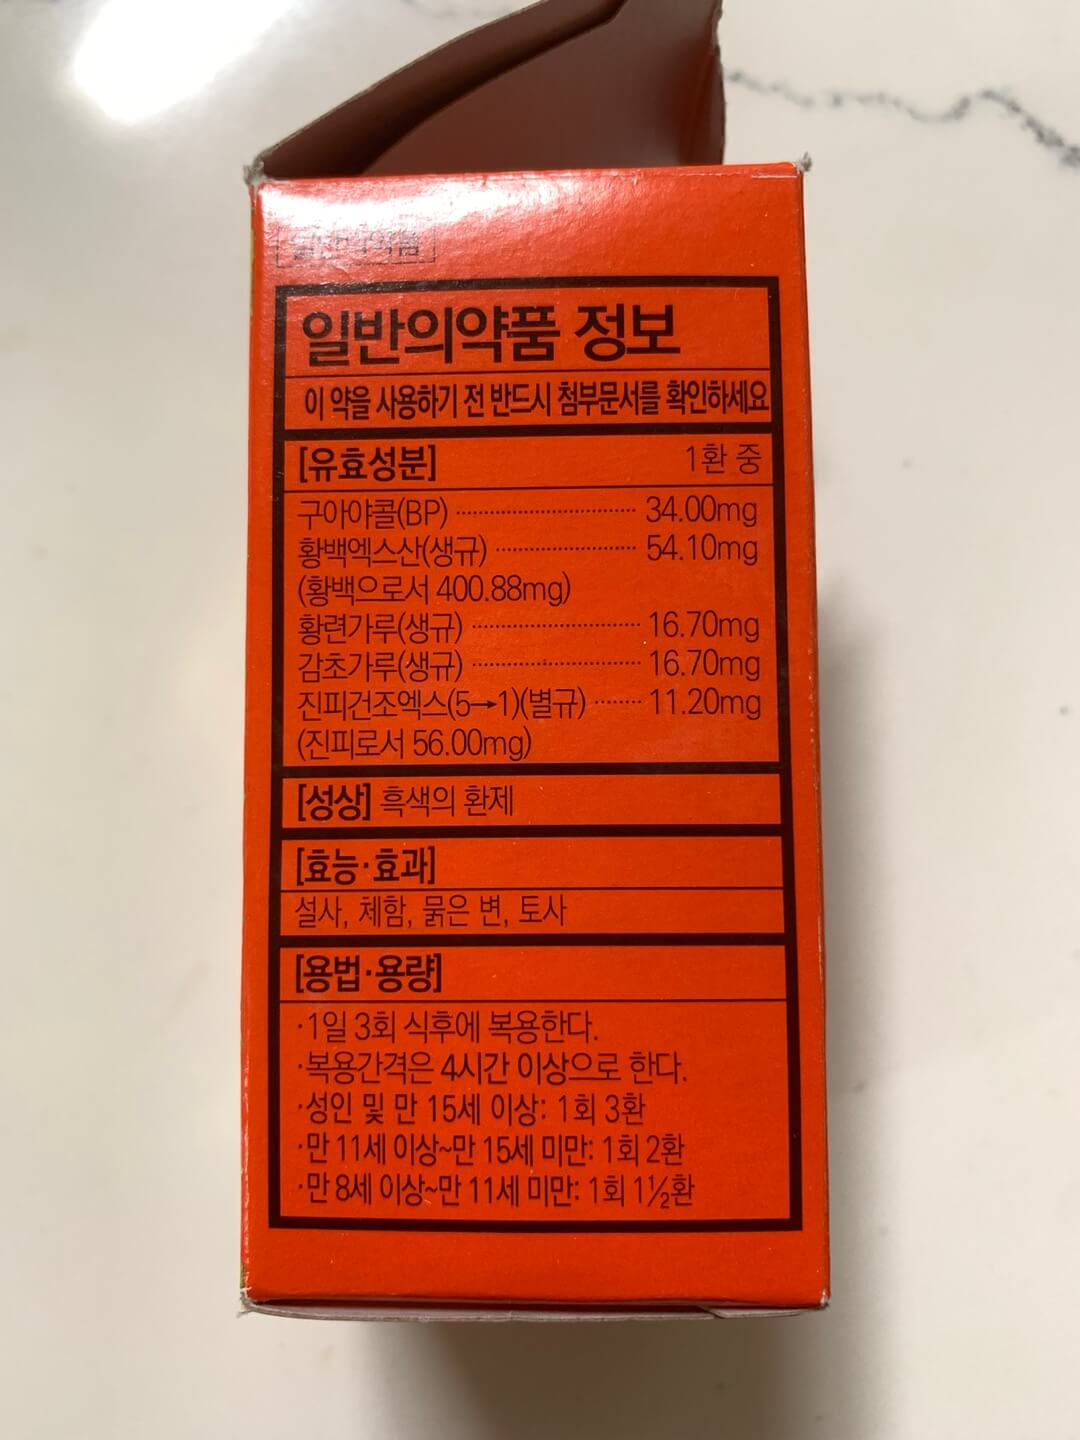 일반의약품
일반의약품 정보
이 약을 사용하기 전 반드시 첨부문서를 확인하세요
[유효성분] 1환 중
구아야콜(BP) 34.00mg
황백엑스산(생규) 54.10mg
(황백으로서 400.88mg)
황련가루(생규) 16.70mg
감초가루(생규) 16.70mg
진피건조엑스(5→1)(별규) 11.20mg
(진피로서 56.00mg)
[성상] 흑색의 환제
[효능·효과]
설사, 체함, 묽은 변, 토사
[용법·용량]
·1일 3회 식후에 복용한다.
·복용간격은 4시간 이상으로 한다.
·성인 및 만 15세 이상: 1회 3환
·만 11세 이상~만 15세 미만: 1회 2환
·만 8세 이상~만 11세 미만: 1회 1½환